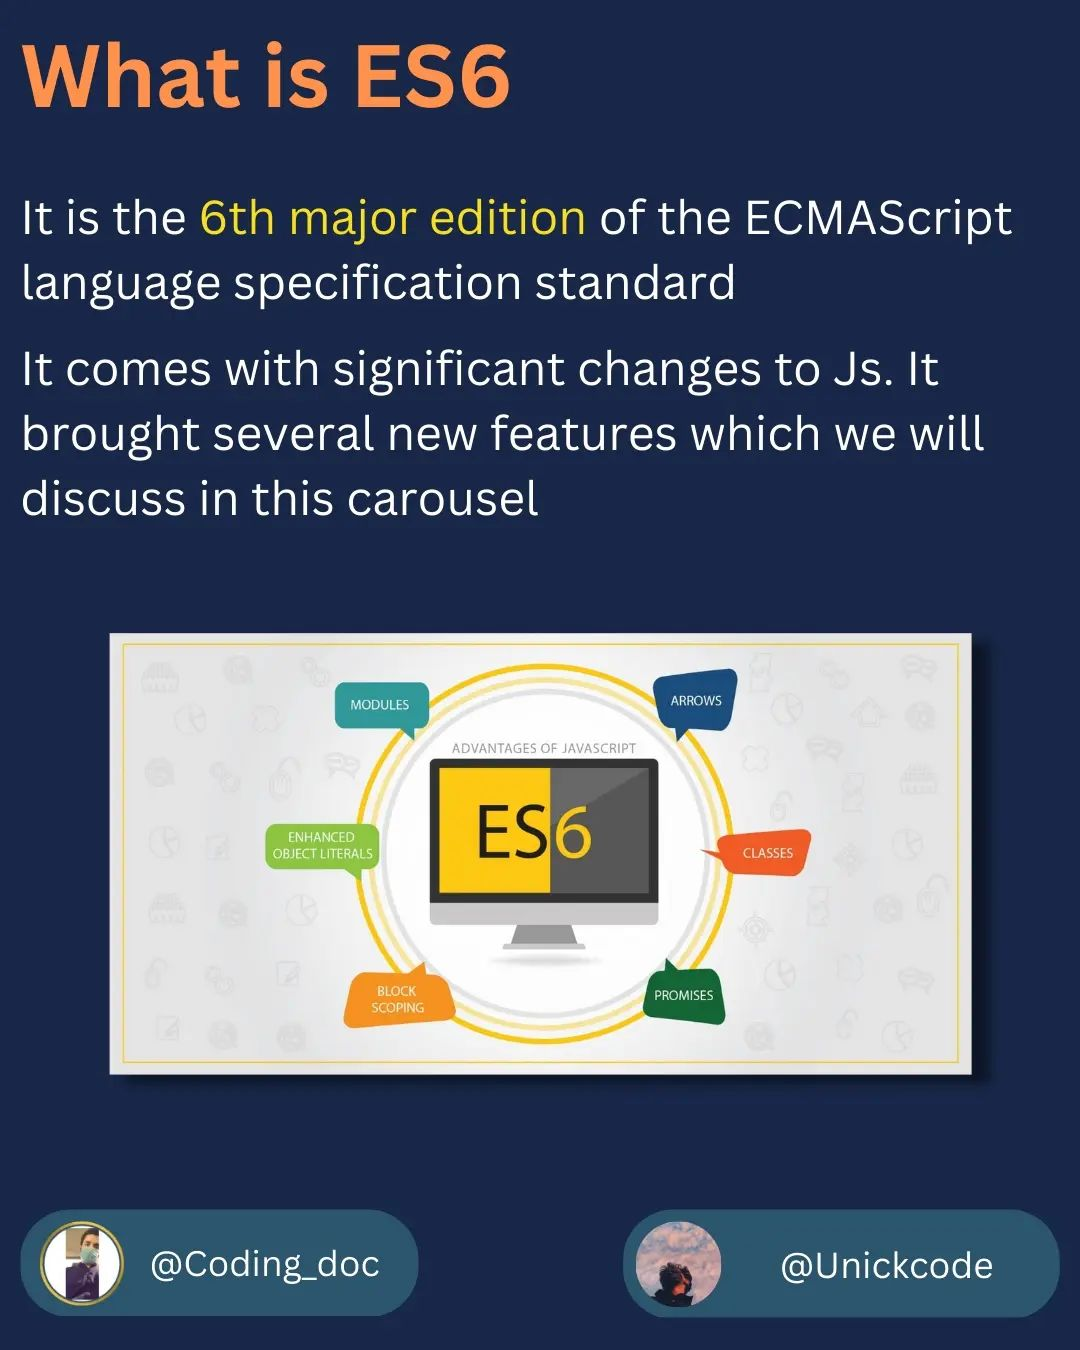 What is ES6
It is the 6th major edition of the ECMAScript
language specification standard
It comes with significant changes to Js. It
brought several new features which we will
discuss in this carousel
MODULES
ARROWS
ADVANTAGES OF JAVASCRIPT
ES6
ENHANCED
OBJECT LITERALS
CLASSES
BLOCK
SCOPING
PROMISES
@Coding_doc
@Unickcode